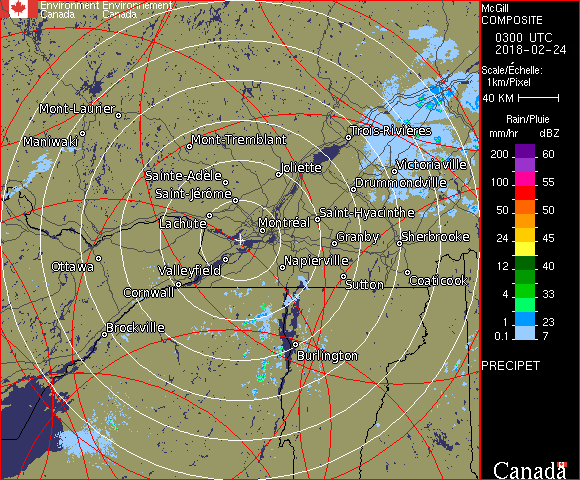 Environment Environnement
Canada Canada
McGill
COMPOSITE
0300 UTC
2018-02-24
Scale/Échelle:
1km/Pixel
40 KM
Rain/Pluie
mm/hr dBZ
200 60
100 55
50 50
24 45
12 40
4 33
1 23
0.1 7
PRECIPET
Canada
Mont-Laurier
Maniwaki
Mont-Tremblant
Trois-Rivières
Sainte-Adèle
Joliette
Victoriaville
Saint-Jérôme
Drummondville
Lachute
Montréal
Saint-Hyacinthe
Granby
Sherbrooke
Ottawa
Valleyfield
Napierville
Cornwall
Sutton
Coaticook
Brockville
Burlington